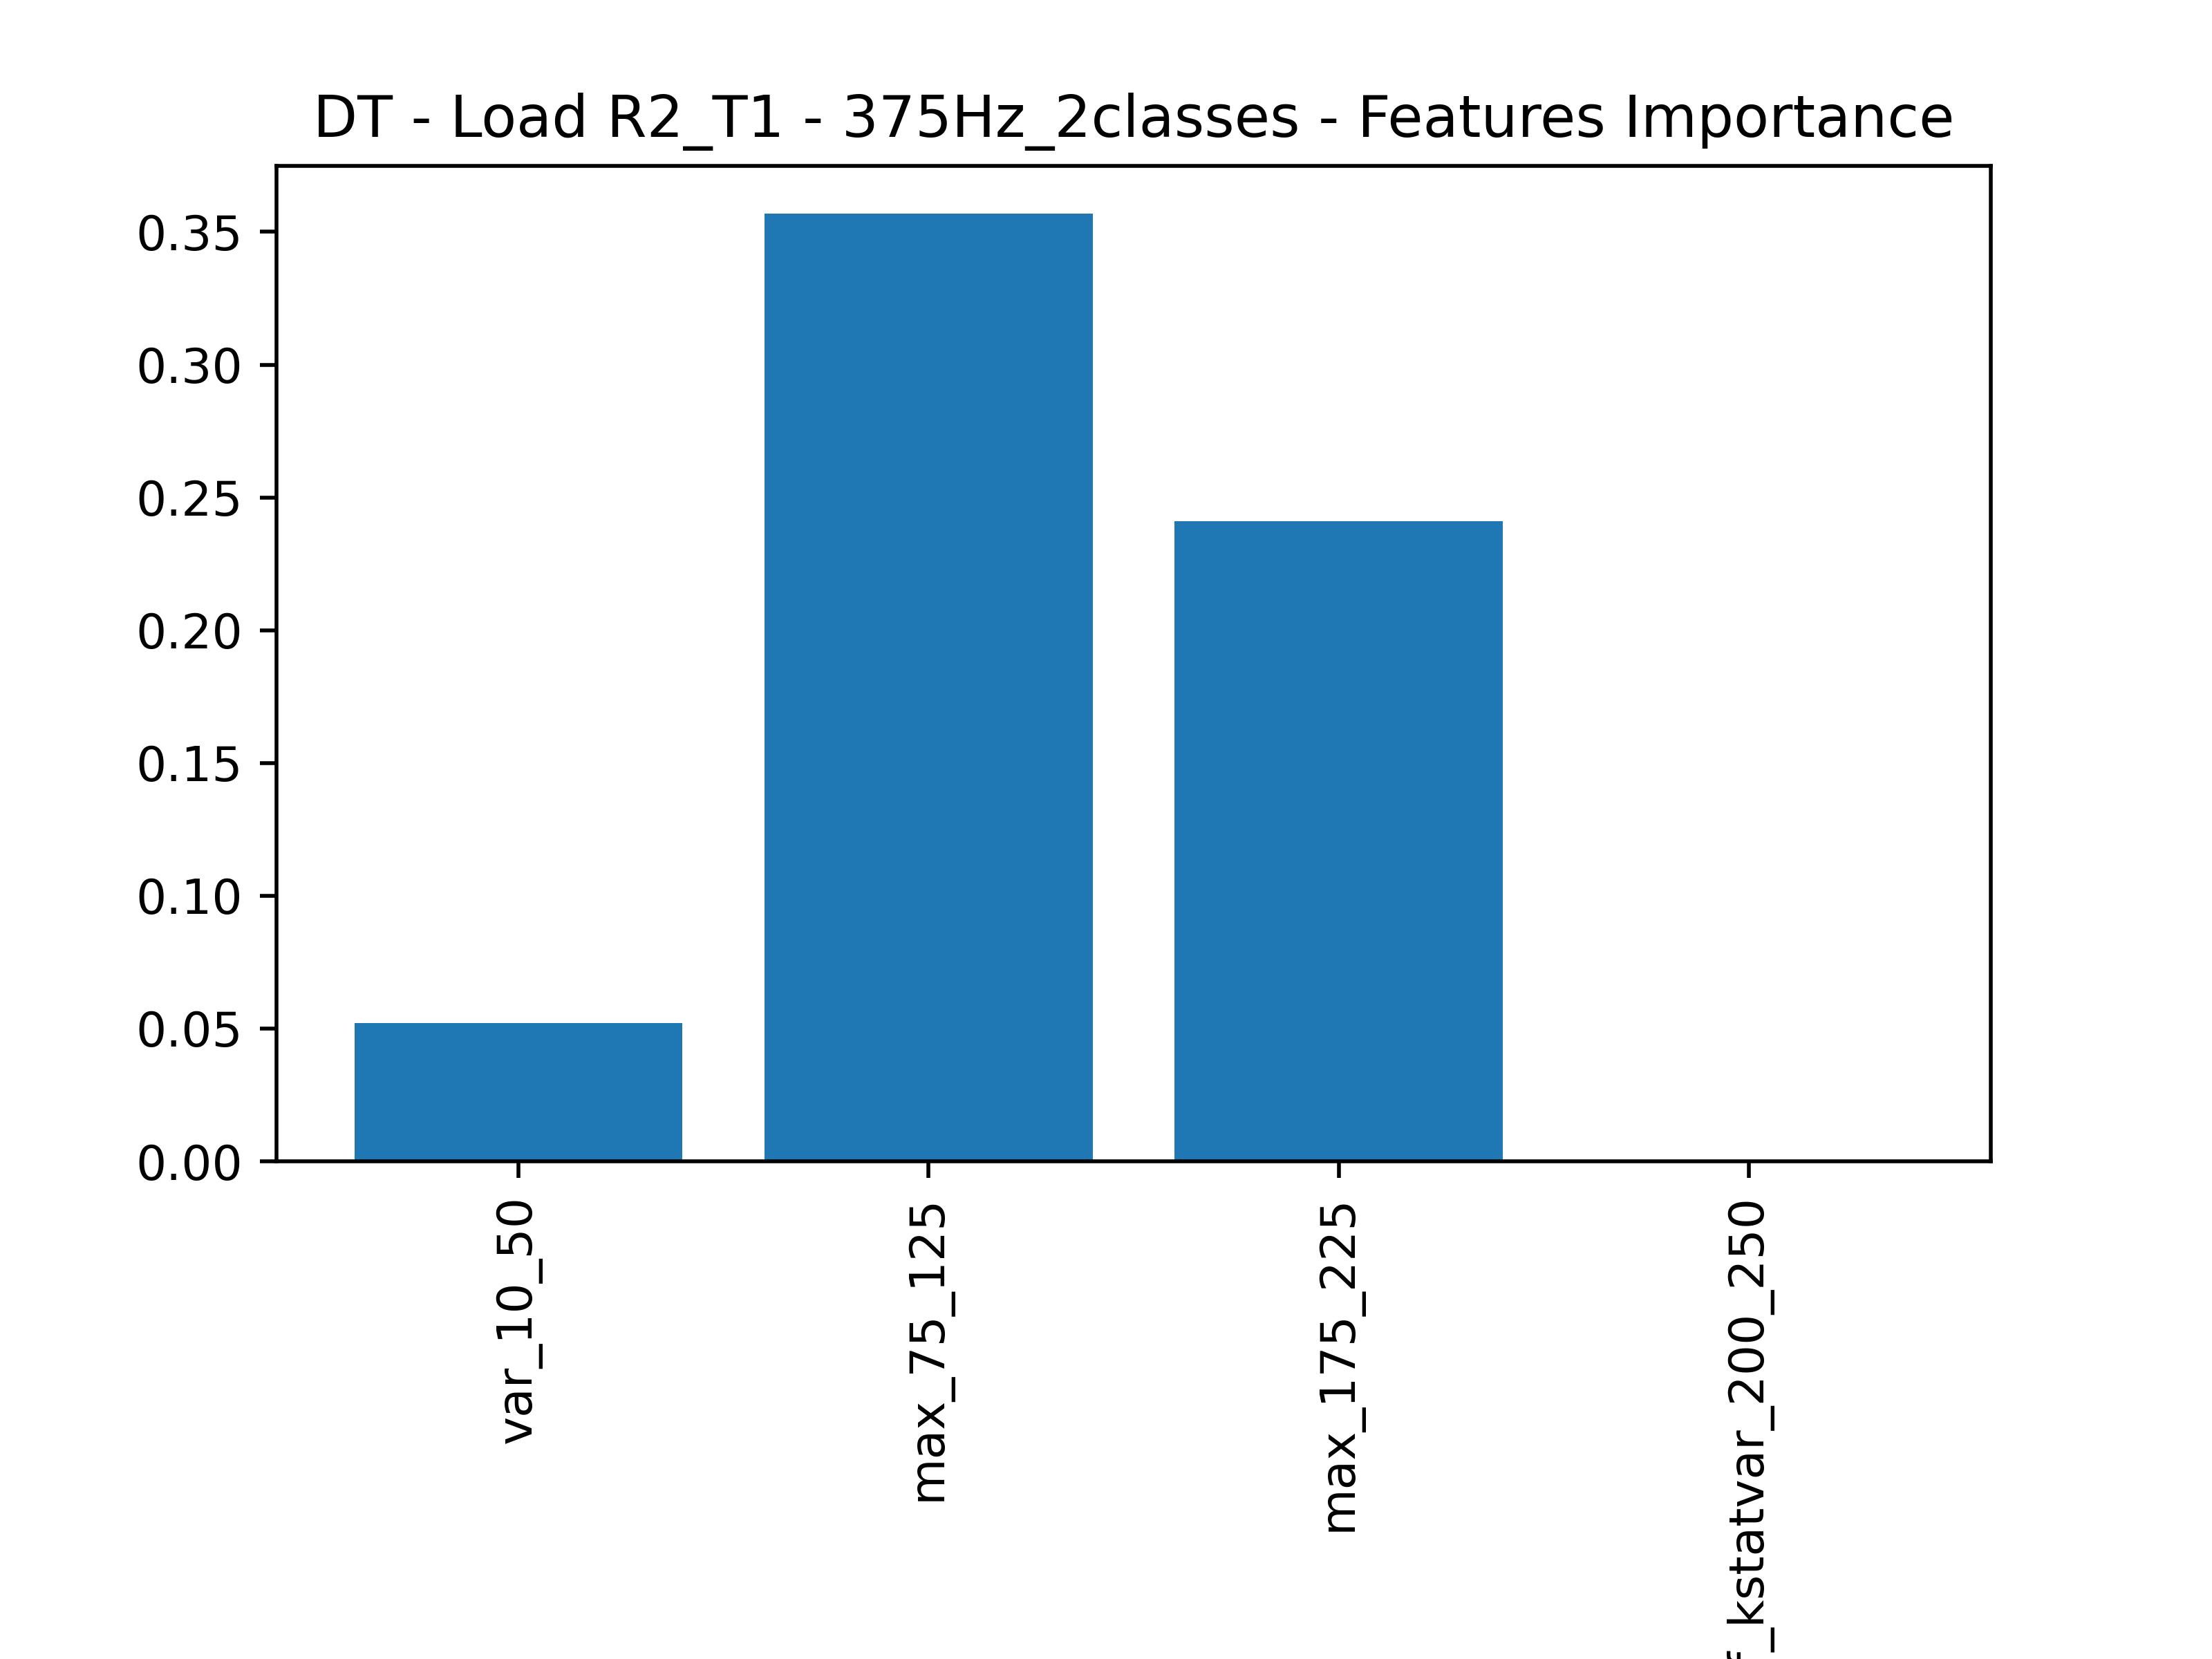 DT - Load R2_T1 - 375Hz_2classes - Features Importance
0.35
0.30
0.25
0.20
0.15
0.10
0.05
0.00
var_10_50
max_75_125
max_175_225
f_kstatvar_200_250